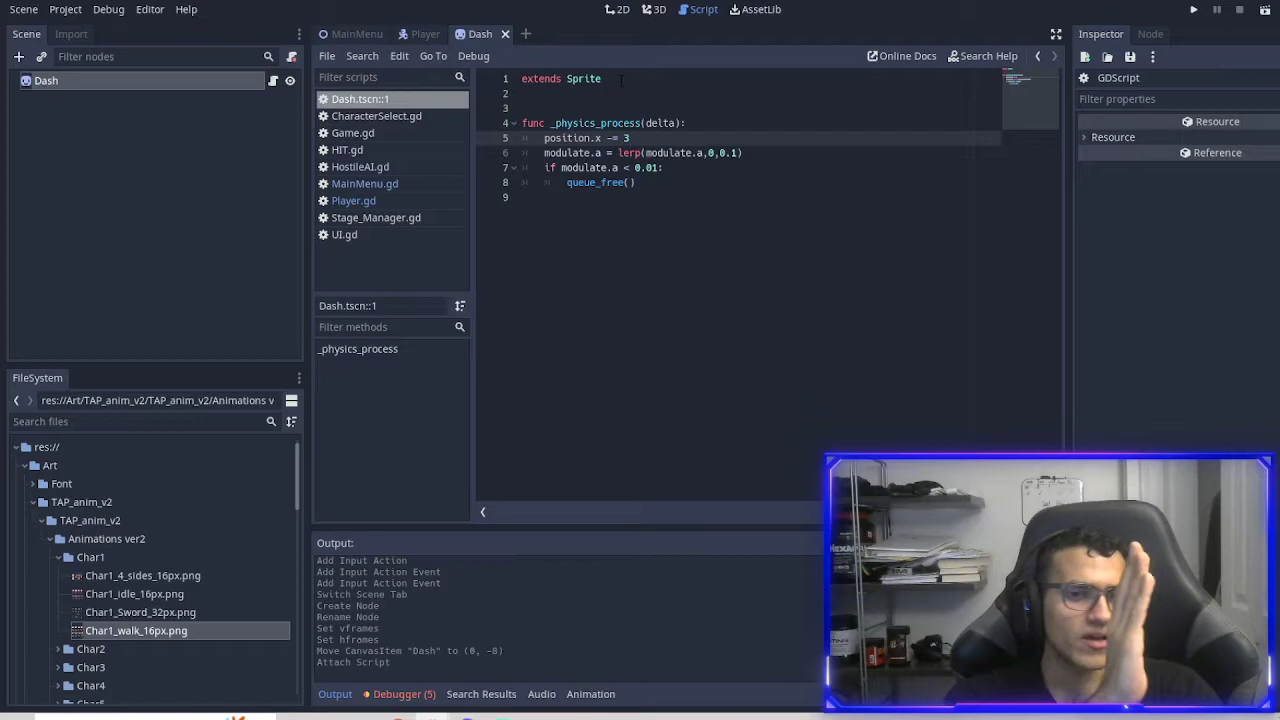 Scene Project Debug Editor Help
2D 3D Script AssetLib
Scene Import
Filter nodes
Dash
MainMenu Player Dash
File Search Edit Go To Debug
Online Docs Search Help
Filter scripts
Dash.tscn::1
CharacterSelect.gd
Game.gd
HIT.gd
HostileAI.gd
MainMenu.gd
Player.gd
Stage_Manager.gd
UI.gd
Dash.tscn::1
Filter methods
_physics_process
1 extends Sprite
2
3
4 func _physics_process(delta):
5 position.x -= 3
6 modulate.a = lerp(modulate.a,0,0.1)
7 if modulate.a < 0.01:
8 queue_free()
9
Inspector Node
GDScript
Filter properties
Resource
Resource
Reference
FileSystem
res://Art/TAP_anim_v2/TAP_anim_v2/Animations v
Search files
res://
Art
Font
TAP_anim_v2
TAP_anim_v2
Animations ver2
Char1
Char1_4_sides_16px.png
Char1_idle_16px.png
Char1_Sword_32px.png
Char1_walk_16px.png
Char2
Char3
Char4
Output:
Add Input Action
Add Input Action Event
Add Input Action Event
Switch Scene Tab
Create Node
Rename Node
Set vframes
Set hframes
Move CanvasItem "Dash" to (0, -8)
Attach Script
Output Debugger (5) Search Results Audio Animation